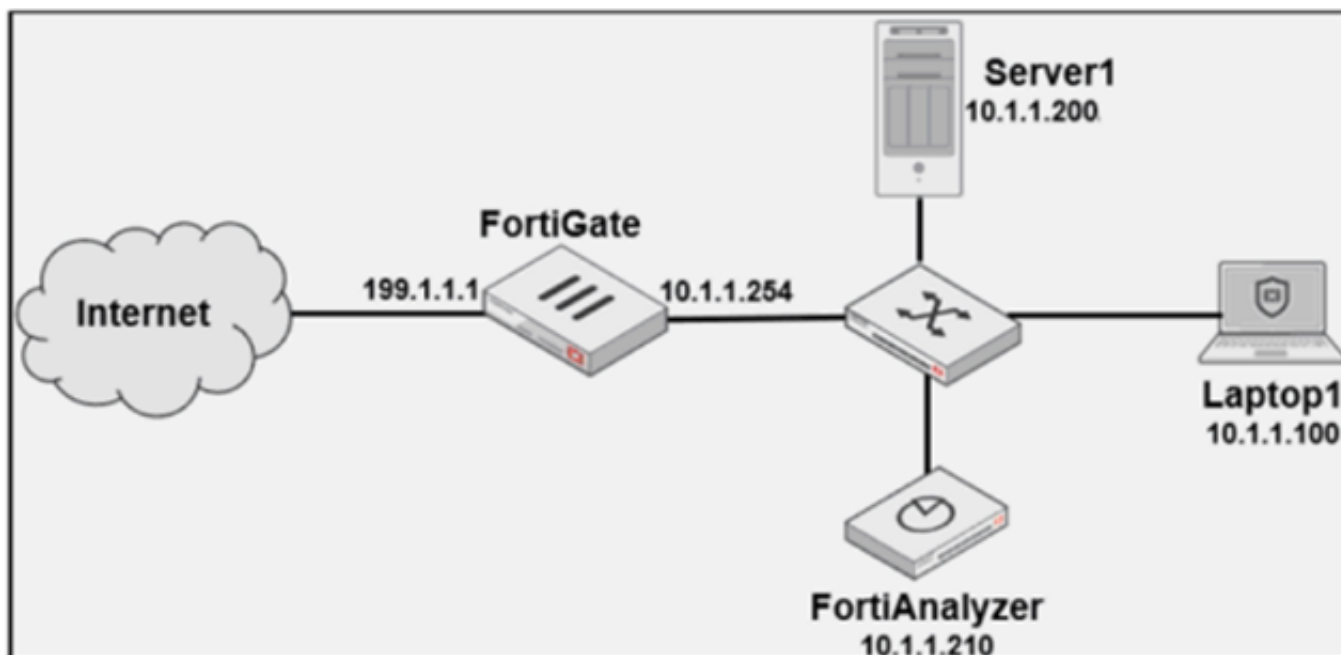 Server1
10.1.1.200
FortiGate
Internet
199.1.1.1
10.1.1.254
Laptop1
10.1.1.100
FortiAnalyzer
10.1.1.210